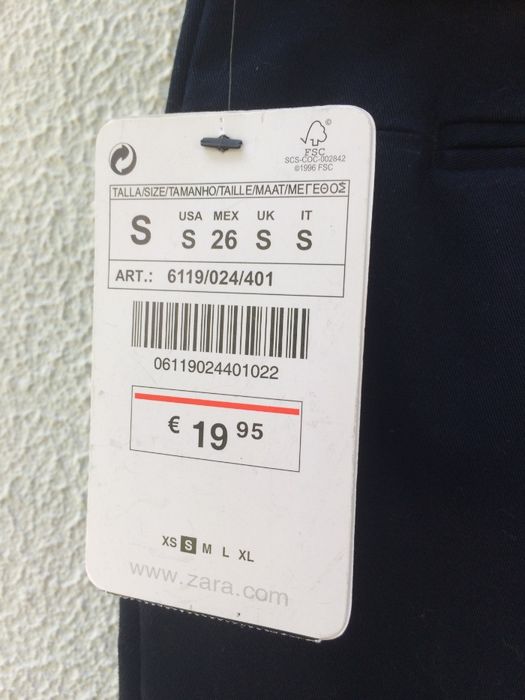 ©
FSC
SCS-COC-002842
©1996 FSC
TALLA/SIZE/TAMANHO/TAILLE/MAAT/ΜΕΓΕΘΟΣ
USA MEX UK IT
S S 26 S S
ART.: 6119/024/401
06119024401022
€ 19 95
XS S M L XL
www.zara.com